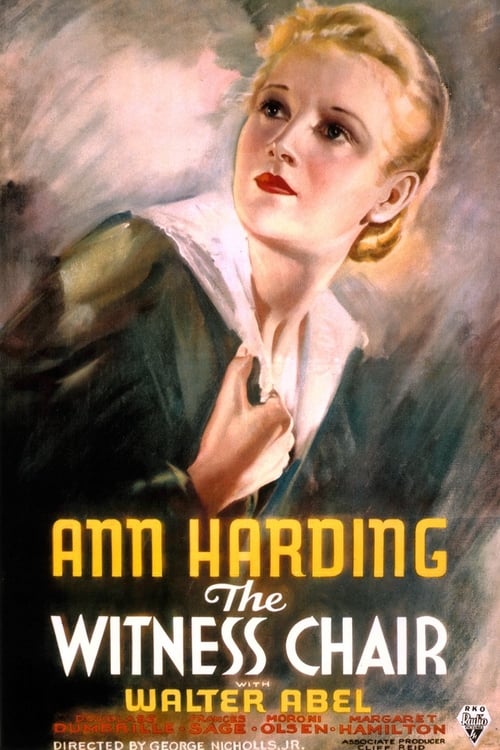 ANN HARDING
The
WITNESS CHAIR
WITH
WALTER ABEL
DOUGLASS FRANCES MORONI MARGARET
DUMBRILLE · SAGE · OLSEN · HAMILTON
DIRECTED BY GEORGE NICHOLLS, JR.
ASSOCIATE PRODUCER
CLIFF REID
RKO
Radio